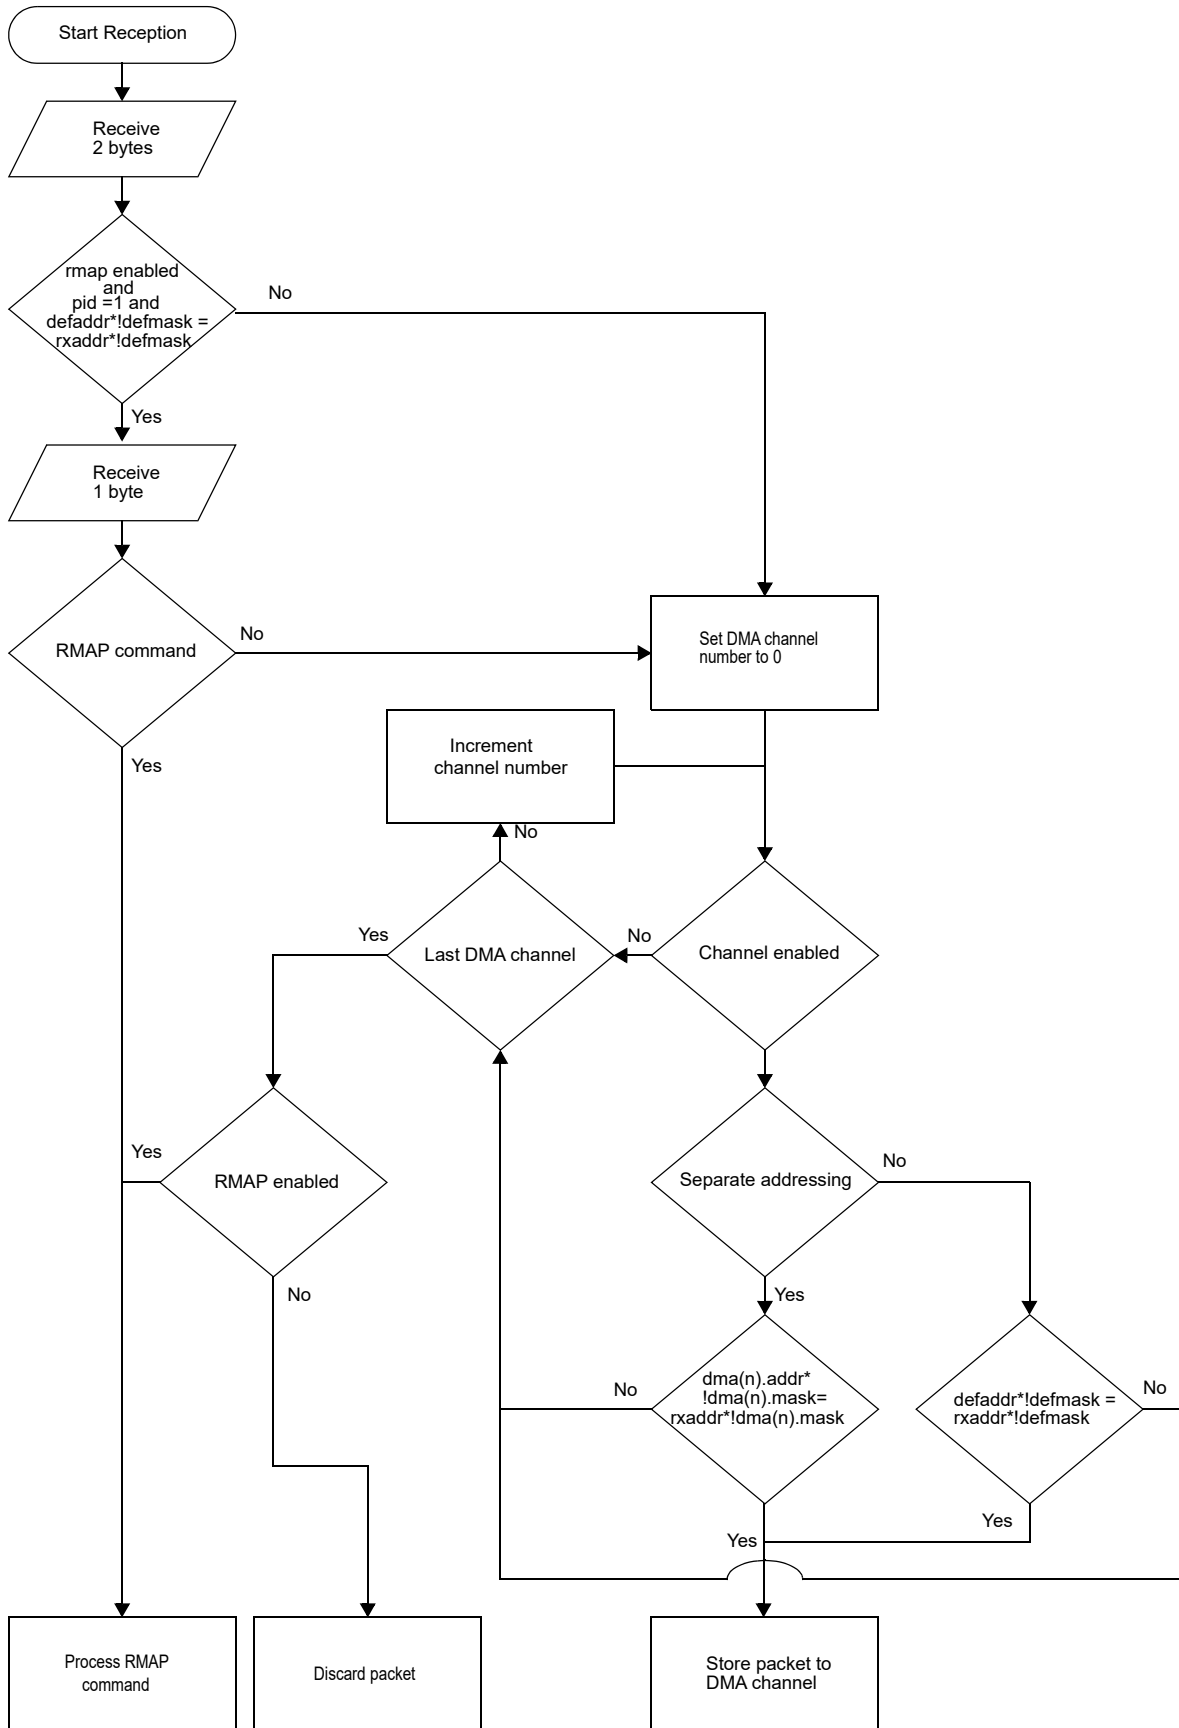 Start Reception
Receive
2 bytes
rmap enabled
and
pid =1 and
defaddr*!defmask =
rxaddr*!defmask
No
Yes
Receive
1 byte
RMAP command
No
Set DMA channel
number to 0
Yes
Increment
channel number
No
Last DMA channel
Yes
No
Channel enabled
RMAP enabled
Yes
No
Separate addressing
No
Yes
dma(n).addr*
!dma(n).mask=
rxaddr*!dma(n).mask
No
defaddr*!defmask =
rxaddr*!defmask
No
Yes
Yes
Process RMAP
command
Discard packet
Store packet to
DMA channel